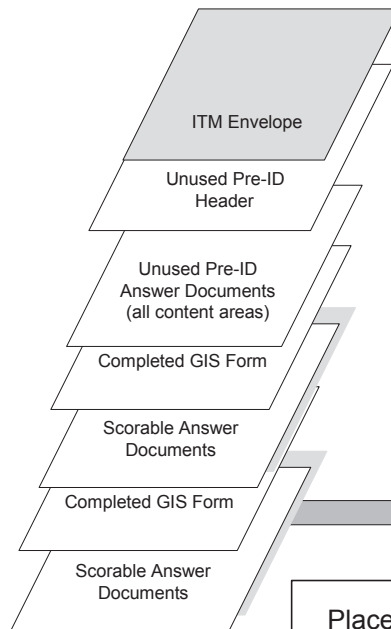 ITM Envelope
Unused Pre-ID
Header
Unused Pre-ID
Answer Documents
(all content areas)
Completed GIS Form
Scorable Answer
Documents
Completed GIS Form
Scorable Answer
Documents
Place